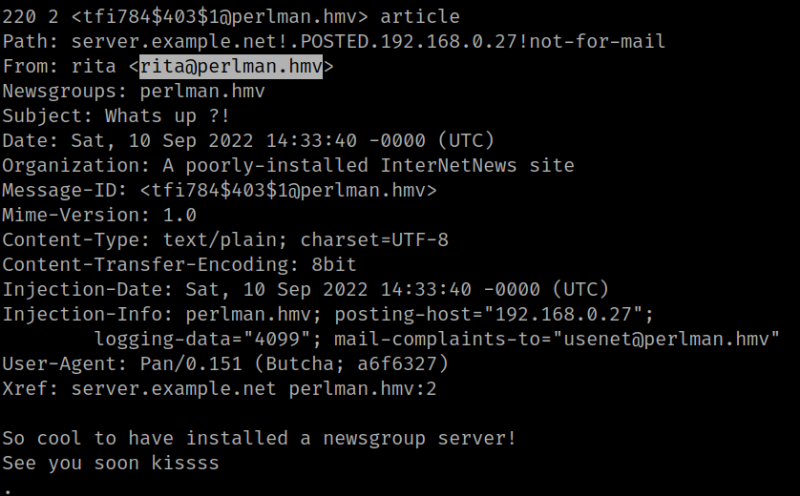 220 2 <tfi784$403$1@perlman.hmv> article
Path: server.example.net!.POSTED.192.168.0.27!not-for-mail
From: rita <rita@perlman.hmv>
Newsgroups: perlman.hmv
Subject: Whats up ?!
Date: Sat, 10 Sep 2022 14:33:40 -0000 (UTC)
Organization: A poorly-installed InterNetNews site
Message-ID: <tfi784$403$1@perlman.hmv>
Mime-Version: 1.0
Content-Type: text/plain; charset=UTF-8
Content-Transfer-Encoding: 8bit
Injection-Date: Sat, 10 Sep 2022 14:33:40 -0000 (UTC)
Injection-Info: perlman.hmv; posting-host="192.168.0.27";
logging-data="4099"; mail-complaints-to="usenet@perlman.hmv"
User-Agent: Pan/0.151 (Butcha; a6f6327)
Xref: server.example.net perlman.hmv:2
So cool to have installed a newsgroup server!
See you soon kissss
.